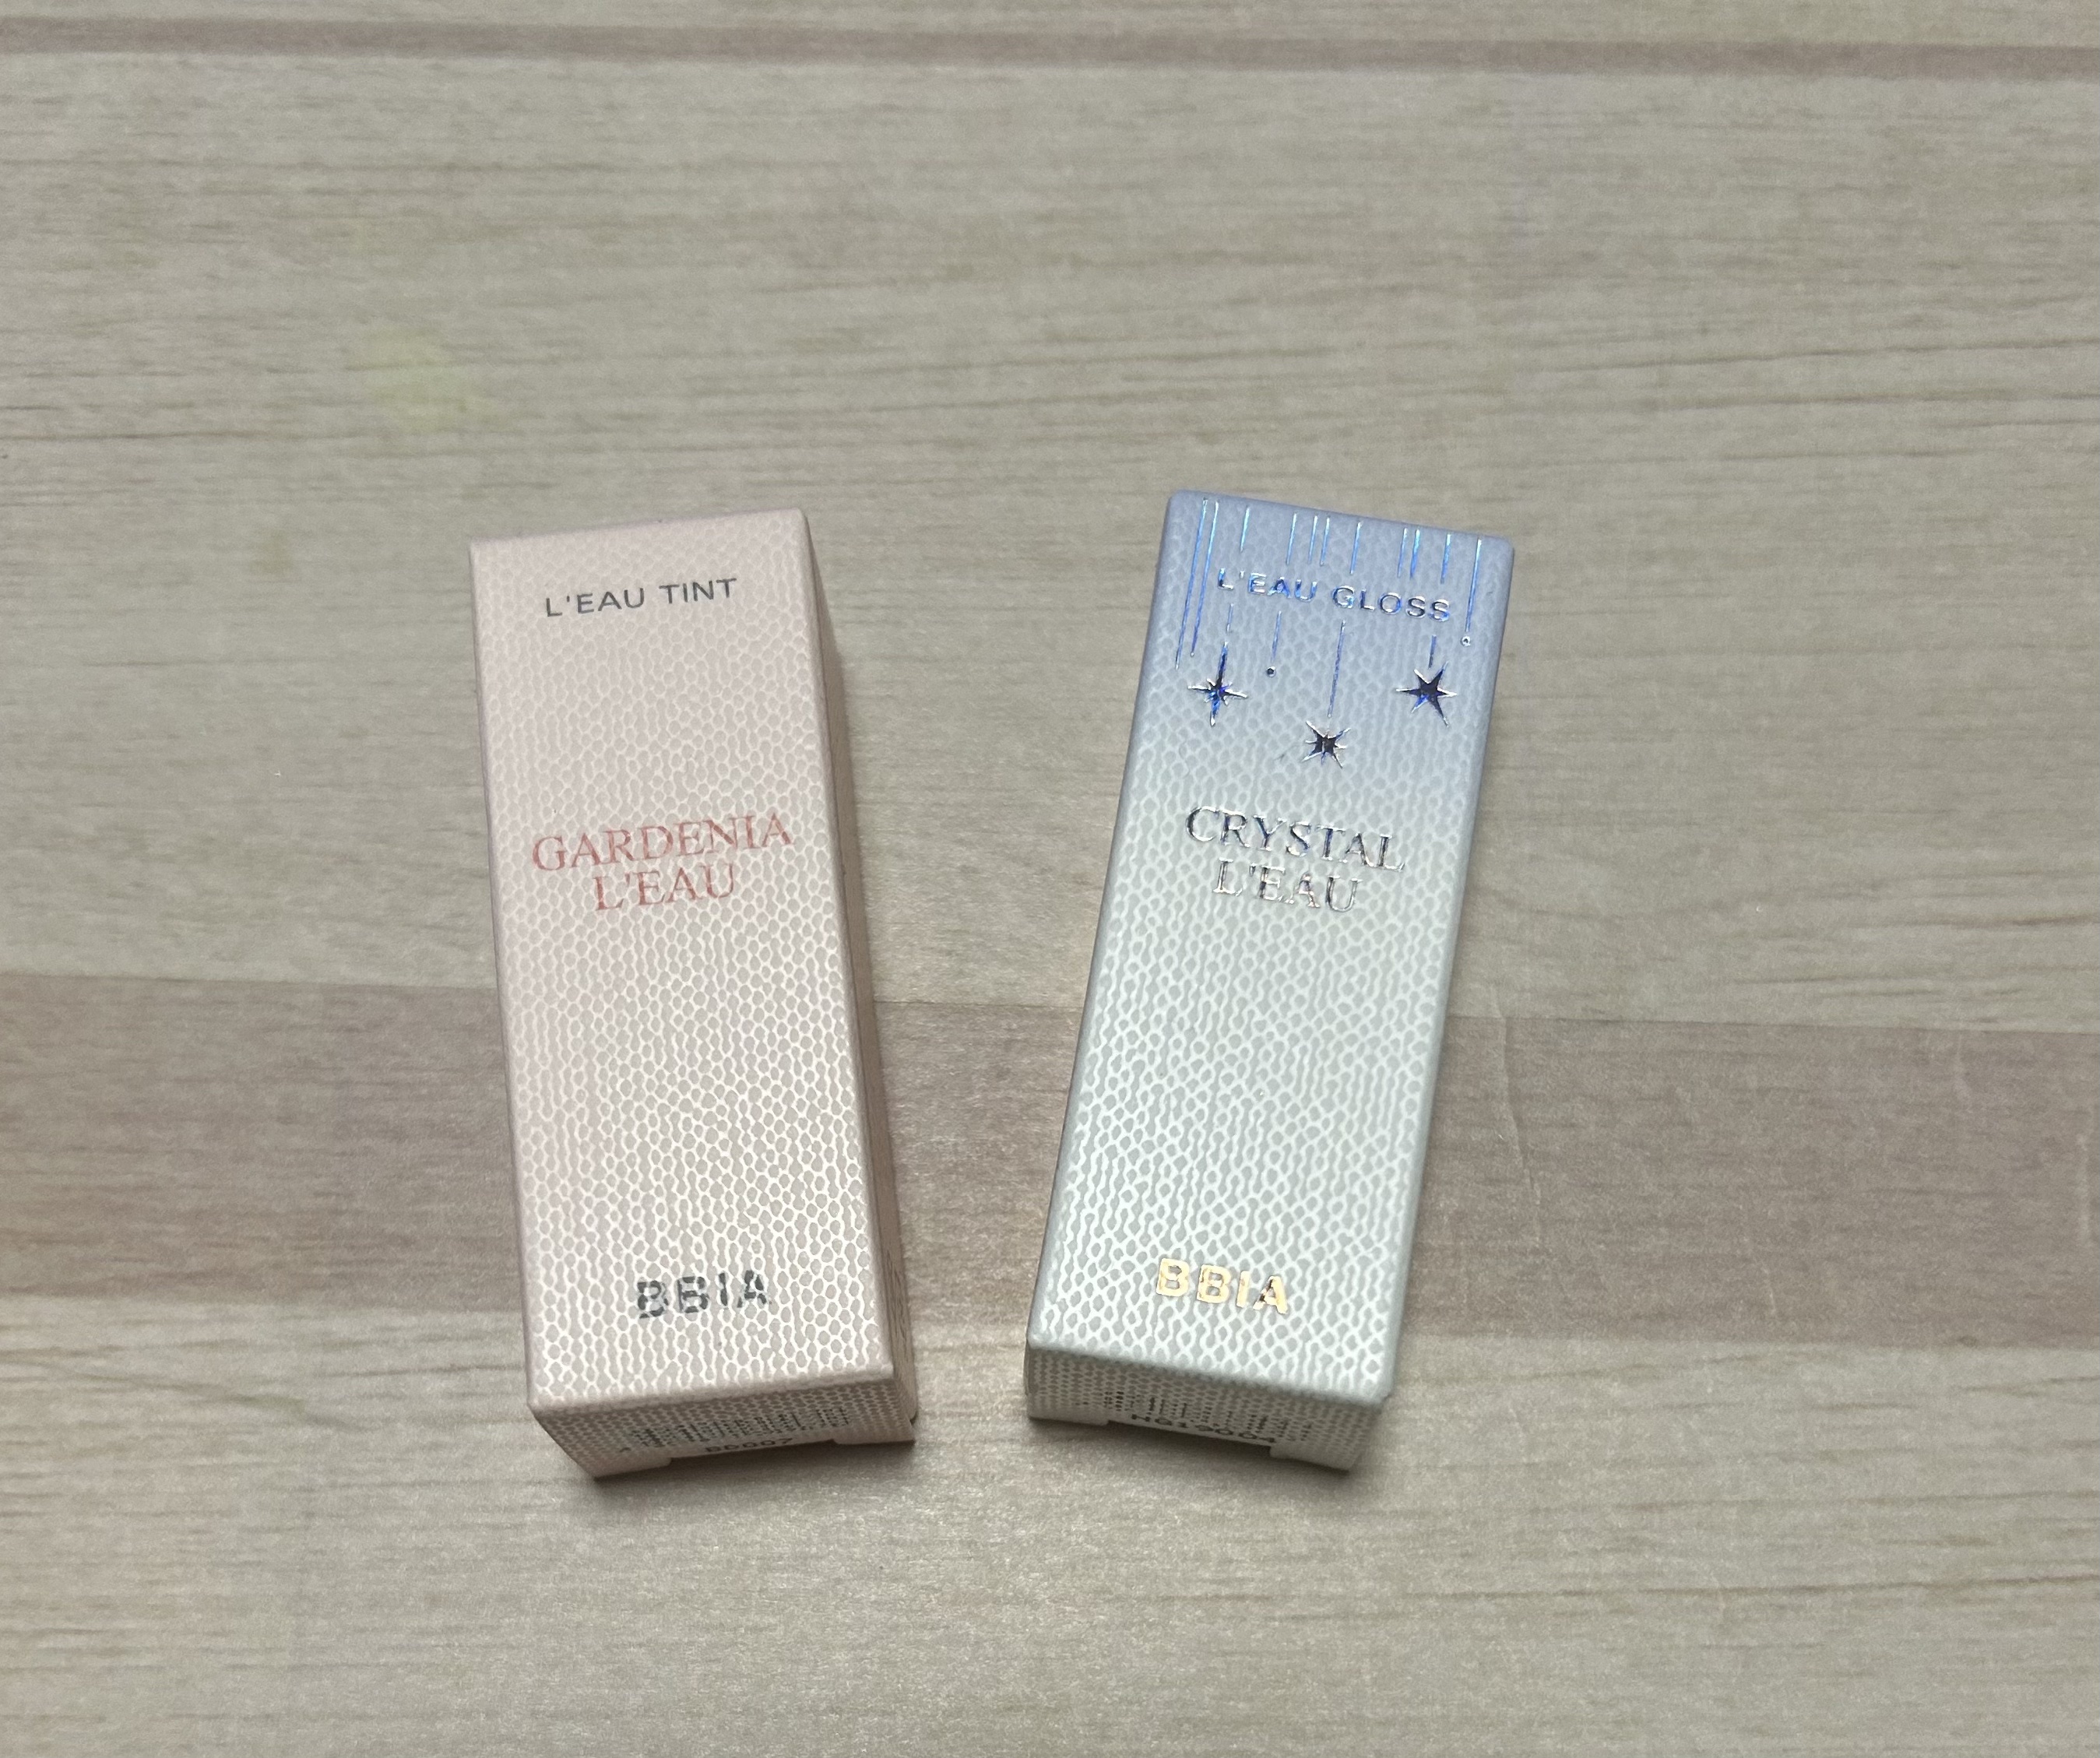 L'EAU TINT
GARDENIA
L'EAU
BBIA
L'EAU GLOSS
CRYSTAL
L'EAU
BBIA